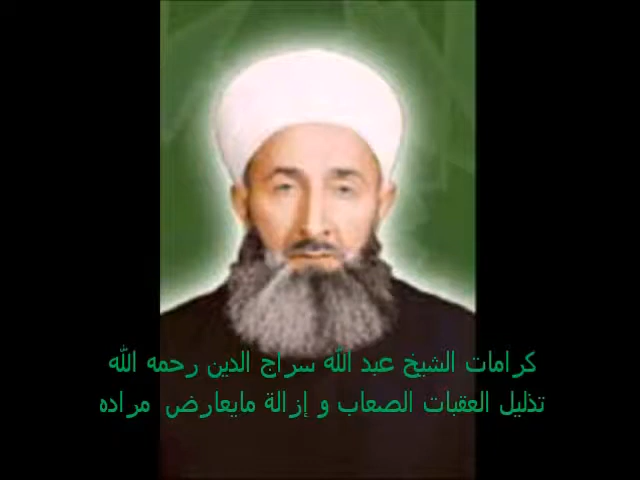 كرامات الشيخ عبد الله سراج الدين رحمه الله
تذليل العقبات الصعاب و إزالة مايعارض مراده